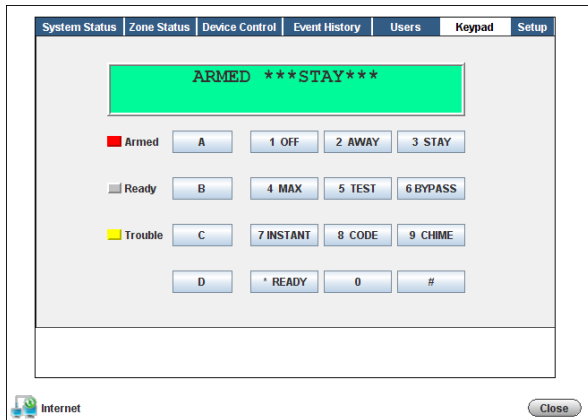 System Status Zone Status Device Control Event History Users Keypad Setup
ARMED ***STAY***
Armed A 1 OFF 2 AWAY 3 STAY
Ready B 4 MAX 5 TEST 6 BYPASS
Trouble C 7 INSTANT 8 CODE 9 CHIME
D * READY 0 #
Internet Close